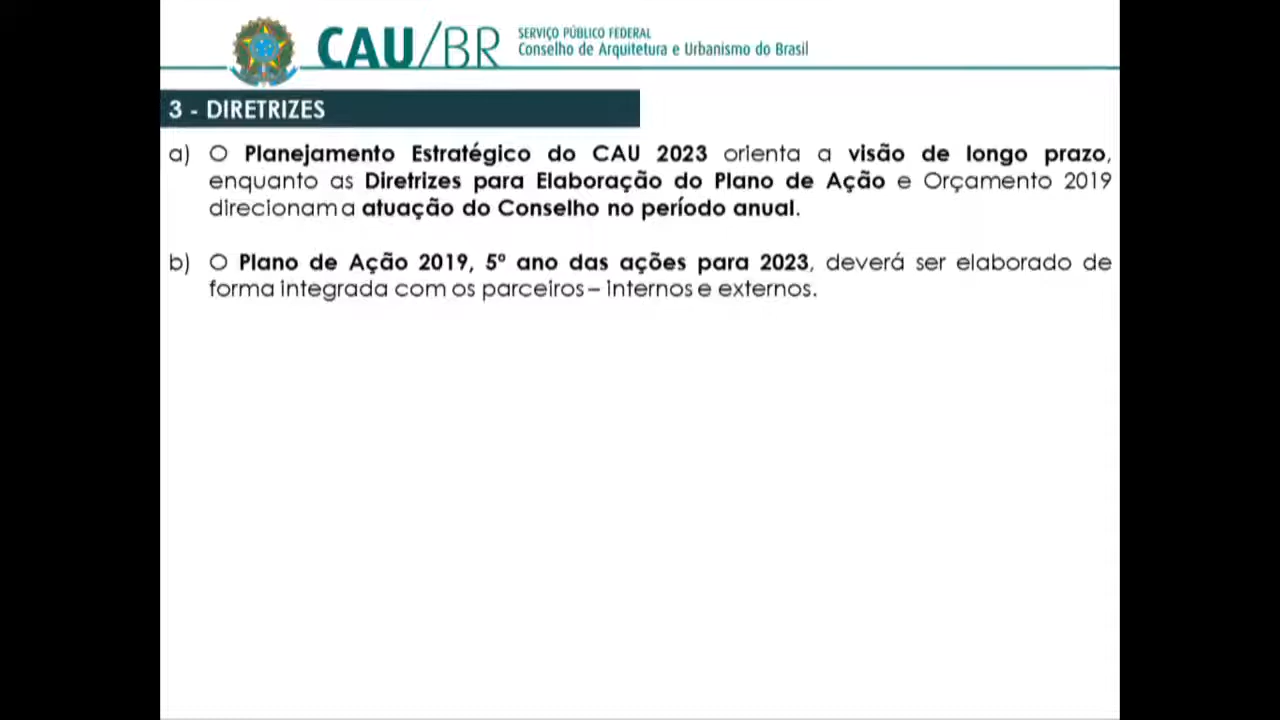 CAU/BR SERVIÇO PÚBLICO FEDERAL
Conselho de Arquitetura e Urbanismo do Brasil
3 - DIRETRIZES
a) O Planejamento Estratégico do CAU 2023 orienta a visão de longo prazo,
enquanto as Diretrizes para Elaboração do Plano de Ação e Orçamento 2019
direcionam a atuação do Conselho no período anual.
b) O Plano de Ação 2019, 5º ano das ações para 2023, deverá ser elaborado de
forma integrada com os parceiros – internos e externos.